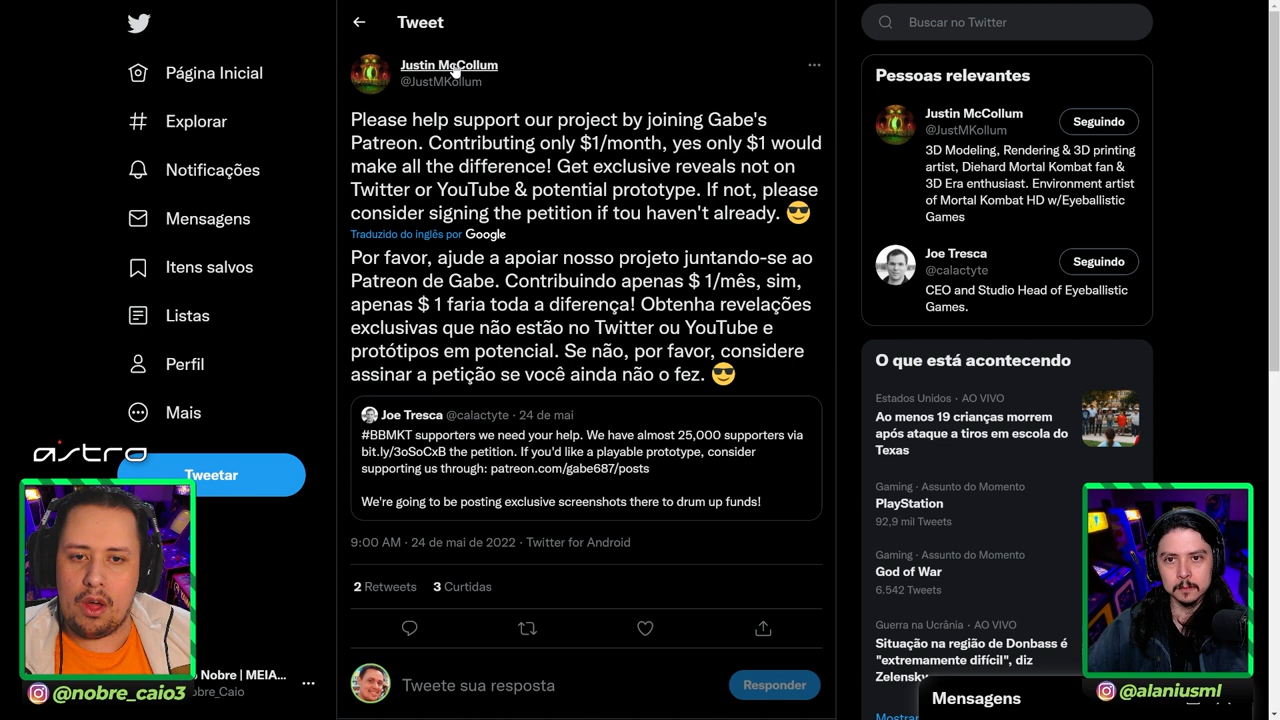 Tweet
Justin McCollum
@JustMKollum
Please help support our project by joining Gabe's
Patreon. Contributing only $1/month, yes only $1 would
make all the difference! Get exclusive reveals not on
Twitter or YouTube & potential prototype. If not, please
consider signing the petition if tou haven't already. 😎
Traduzido do inglês por Google
Por favor, ajude a apoiar nosso projeto juntando-se ao
Patreon de Gabe. Contribuindo apenas $ 1/mês, sim,
apenas $ 1 faria toda a diferença! Obtenha revelações
exclusivas que não estão no Twitter ou YouTube e
protótipos em potencial. Se não, por favor, considere
assinar a petição se você ainda não o fez. 😎
Joe Tresca @calactyte · 24 de mai
#BBMKT supporters we need your help. We have almost 25,000 supporters via
bit.ly/3oSoCxB the petition. If you'd like a playable prototype, consider
supporting us through: patreon.com/gabe687/posts
We're going to be posting exclusive screenshots there to drum up funds!
9:00 AM · 24 de mai de 2022 · Twitter for Android
2 Retweets 3 Curtidas
Tweete sua resposta
Responder
Página Inicial
Explorar
Notificações
Mensagens
Itens salvos
Listas
Perfil
Mais
Tweetar
astro
Nobre | MEIA...
obre_Caio
@nobre_caio3
Buscar no Twitter
Pessoas relevantes
Justin McCollum
@JustMKollum
Seguindo
3D Modeling, Rendering & 3D printing
artist, Diehard Mortal Kombat fan &
3D Era enthusiast. Environment artist
of Mortal Kombat HD w/Eyeballistic
Games
Joe Tresca
@calactyte
Seguindo
CEO and Studio Head of Eyeballistic
Games.
O que está acontecendo
Estados Unidos · AO VIVO
Ao menos 19 crianças morrem
após ataque a tiros em escola do
Texas
Gaming · Assunto do Momento
PlayStation
92,9 mil Tweets
Gaming · Assunto do Momento
God of War
6.542 Tweets
Guerra na Ucrânia · AO VIVO
Situação na região de Donbass é
"extremamente difícil", diz
Zelensky
Mostrar
Mensagens
@alaniusml